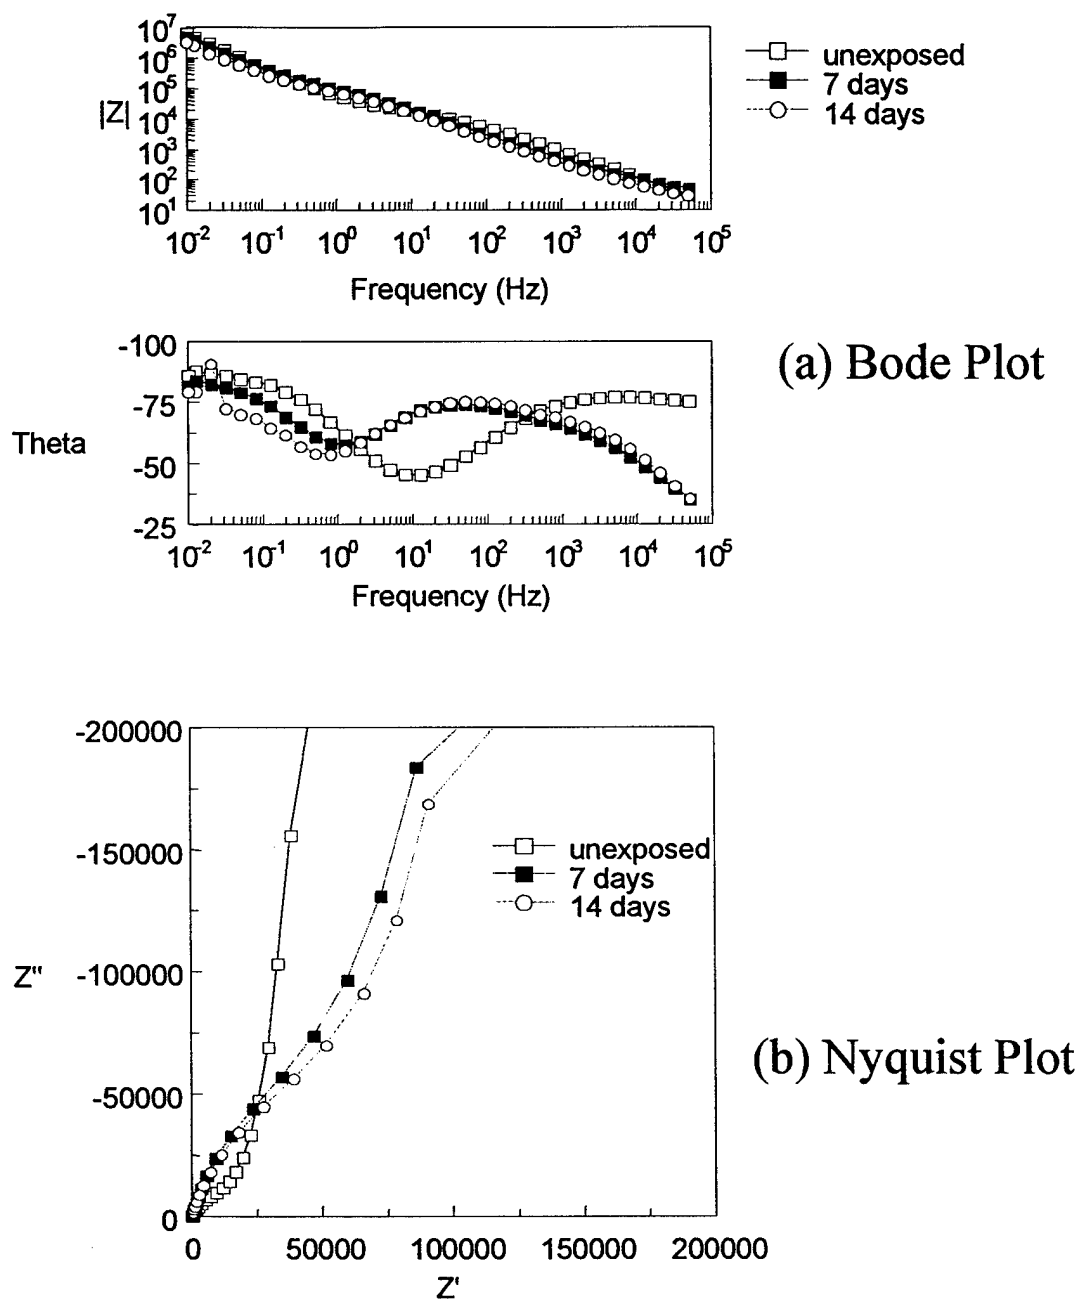 10⁷
10⁶
10⁵
10⁴
10³
10²
10¹
|Z|
10⁻² 10⁻¹ 10⁰ 10¹ 10² 10³ 10⁴ 10⁵
Frequency (Hz)
unexposed
7 days
14 days
-100
-75
-50
-25
Theta
10⁻² 10⁻¹ 10⁰ 10¹ 10² 10³ 10⁴ 10⁵
Frequency (Hz)
(a) Bode Plot
-200000
-150000
-100000
-50000
0
Z"
unexposed
7 days
14 days
0 50000 100000 150000 200000
Z'
(b) Nyquist Plot